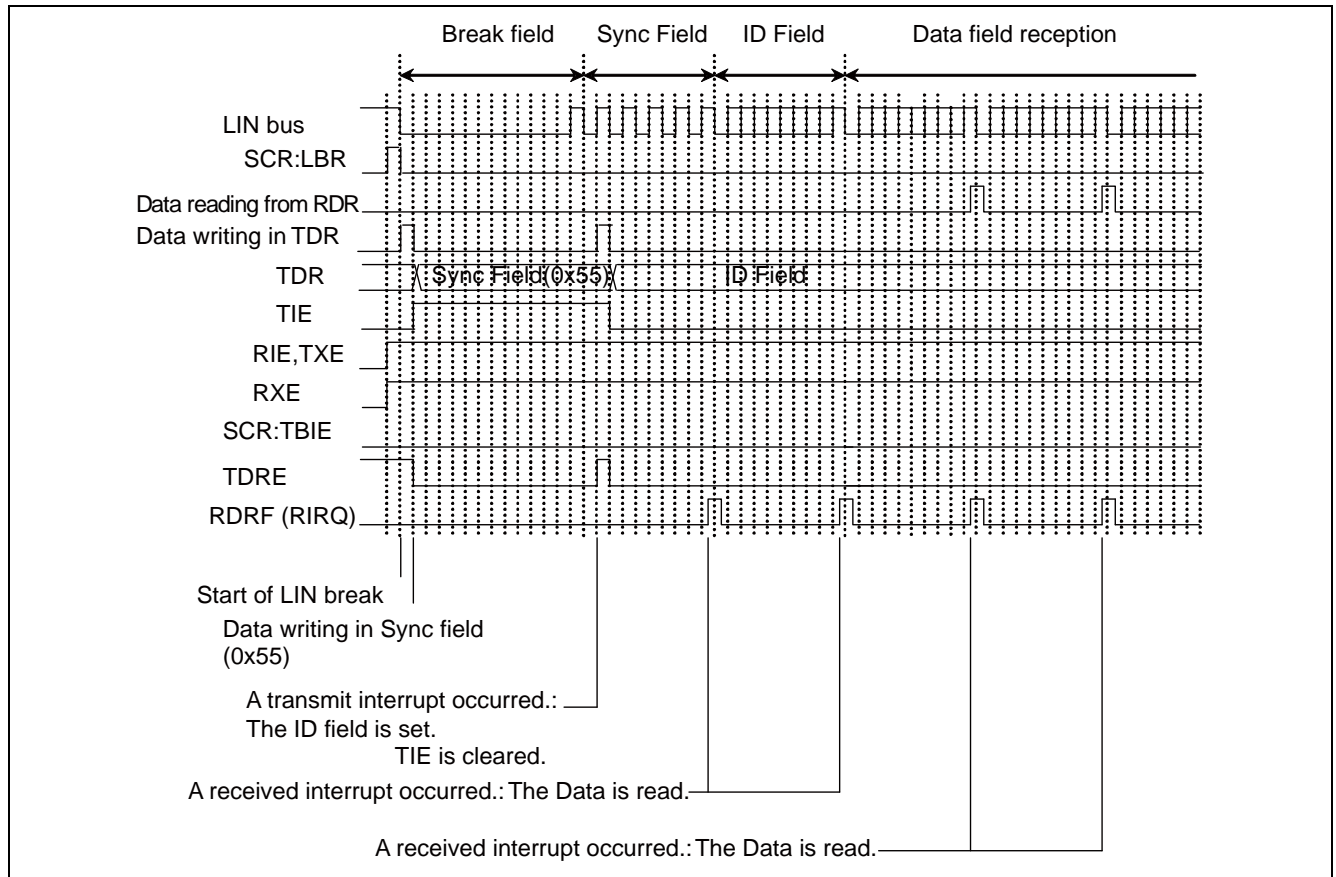 Break field Sync Field ID Field Data field reception
LIN bus
SCR:LBR
Data reading from RDR
Data writing in TDR
TDR Sync Field(0x55) ID Field
TIE
RIE,TXE
RXE
SCR:TBIE
TDRE
RDRF (RIRQ)
Start of LIN break
Data writing in Sync field
(0x55)
A transmit interrupt occurred.:
The ID field is set.
TIE is cleared.
A received interrupt occurred.: The Data is read.
A received interrupt occurred.: The Data is read.